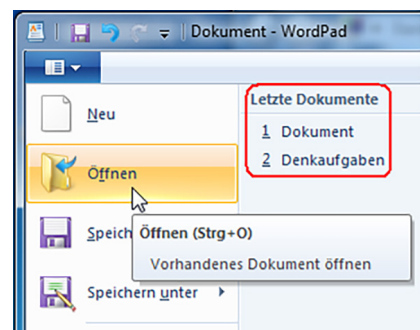 Dokument - WordPad
Letzte Dokumente
Neu
1 Dokument
2 Denkaufgaben
Öffnen
Speich
Öffnen (Strg+O)
Vorhandenes Dokument öffnen
Speichern unter